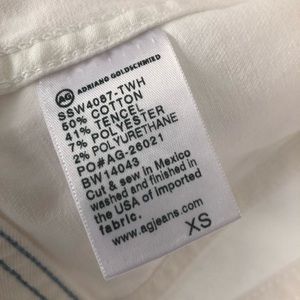 AG ADRIANO GOLDSCHMIED
SSW4087-TWH
50% COTTON
41% TENCEL
7% POLYESTER
2% POLYURETHANE
PO#AG-26021
BW14043
Cut & sew in Mexico
washed and finished in
the USA of imported
fabric.
www.agjeans.com
XS